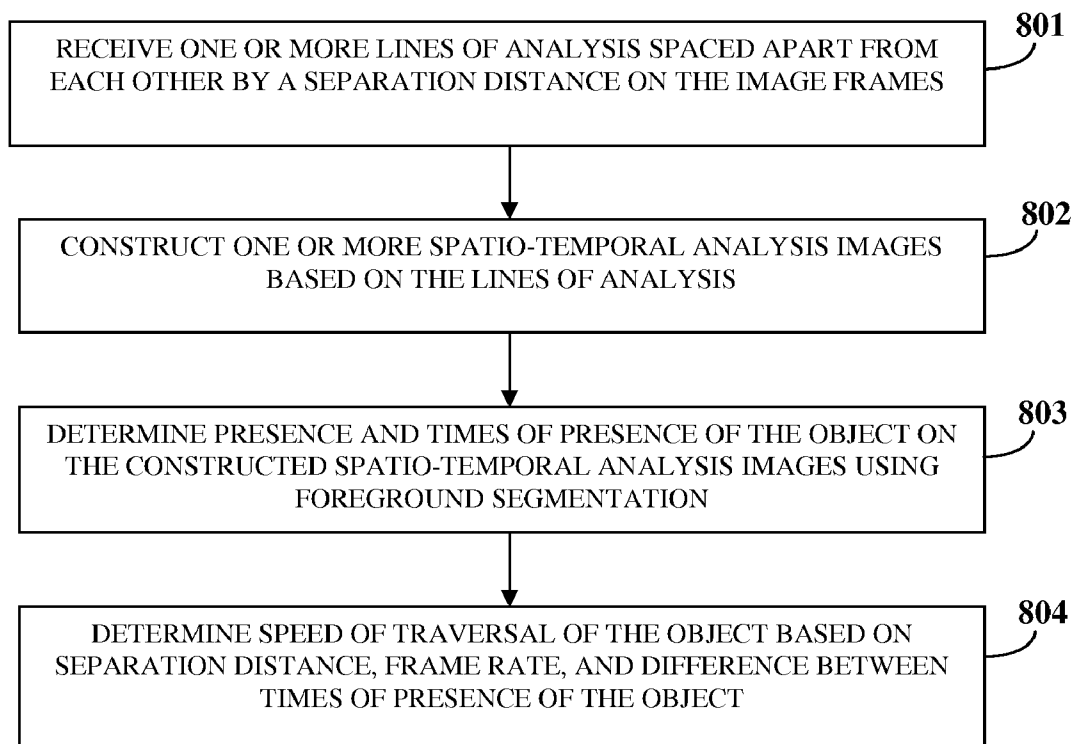 801
RECEIVE ONE OR MORE LINES OF ANALYSIS SPACED APART FROM
EACH OTHER BY A SEPARATION DISTANCE ON THE IMAGE FRAMES
802
CONSTRUCT ONE OR MORE SPATIO-TEMPORAL ANALYSIS IMAGES
BASED ON THE LINES OF ANALYSIS
803
DETERMINE PRESENCE AND TIMES OF PRESENCE OF THE OBJECT ON
THE CONSTRUCTED SPATIO-TEMPORAL ANALYSIS IMAGES USING
FOREGROUND SEGMENTATION
804
DETERMINE SPEED OF TRAVERSAL OF THE OBJECT BASED ON
SEPARATION DISTANCE, FRAME RATE, AND DIFFERENCE BETWEEN
TIMES OF PRESENCE OF THE OBJECT